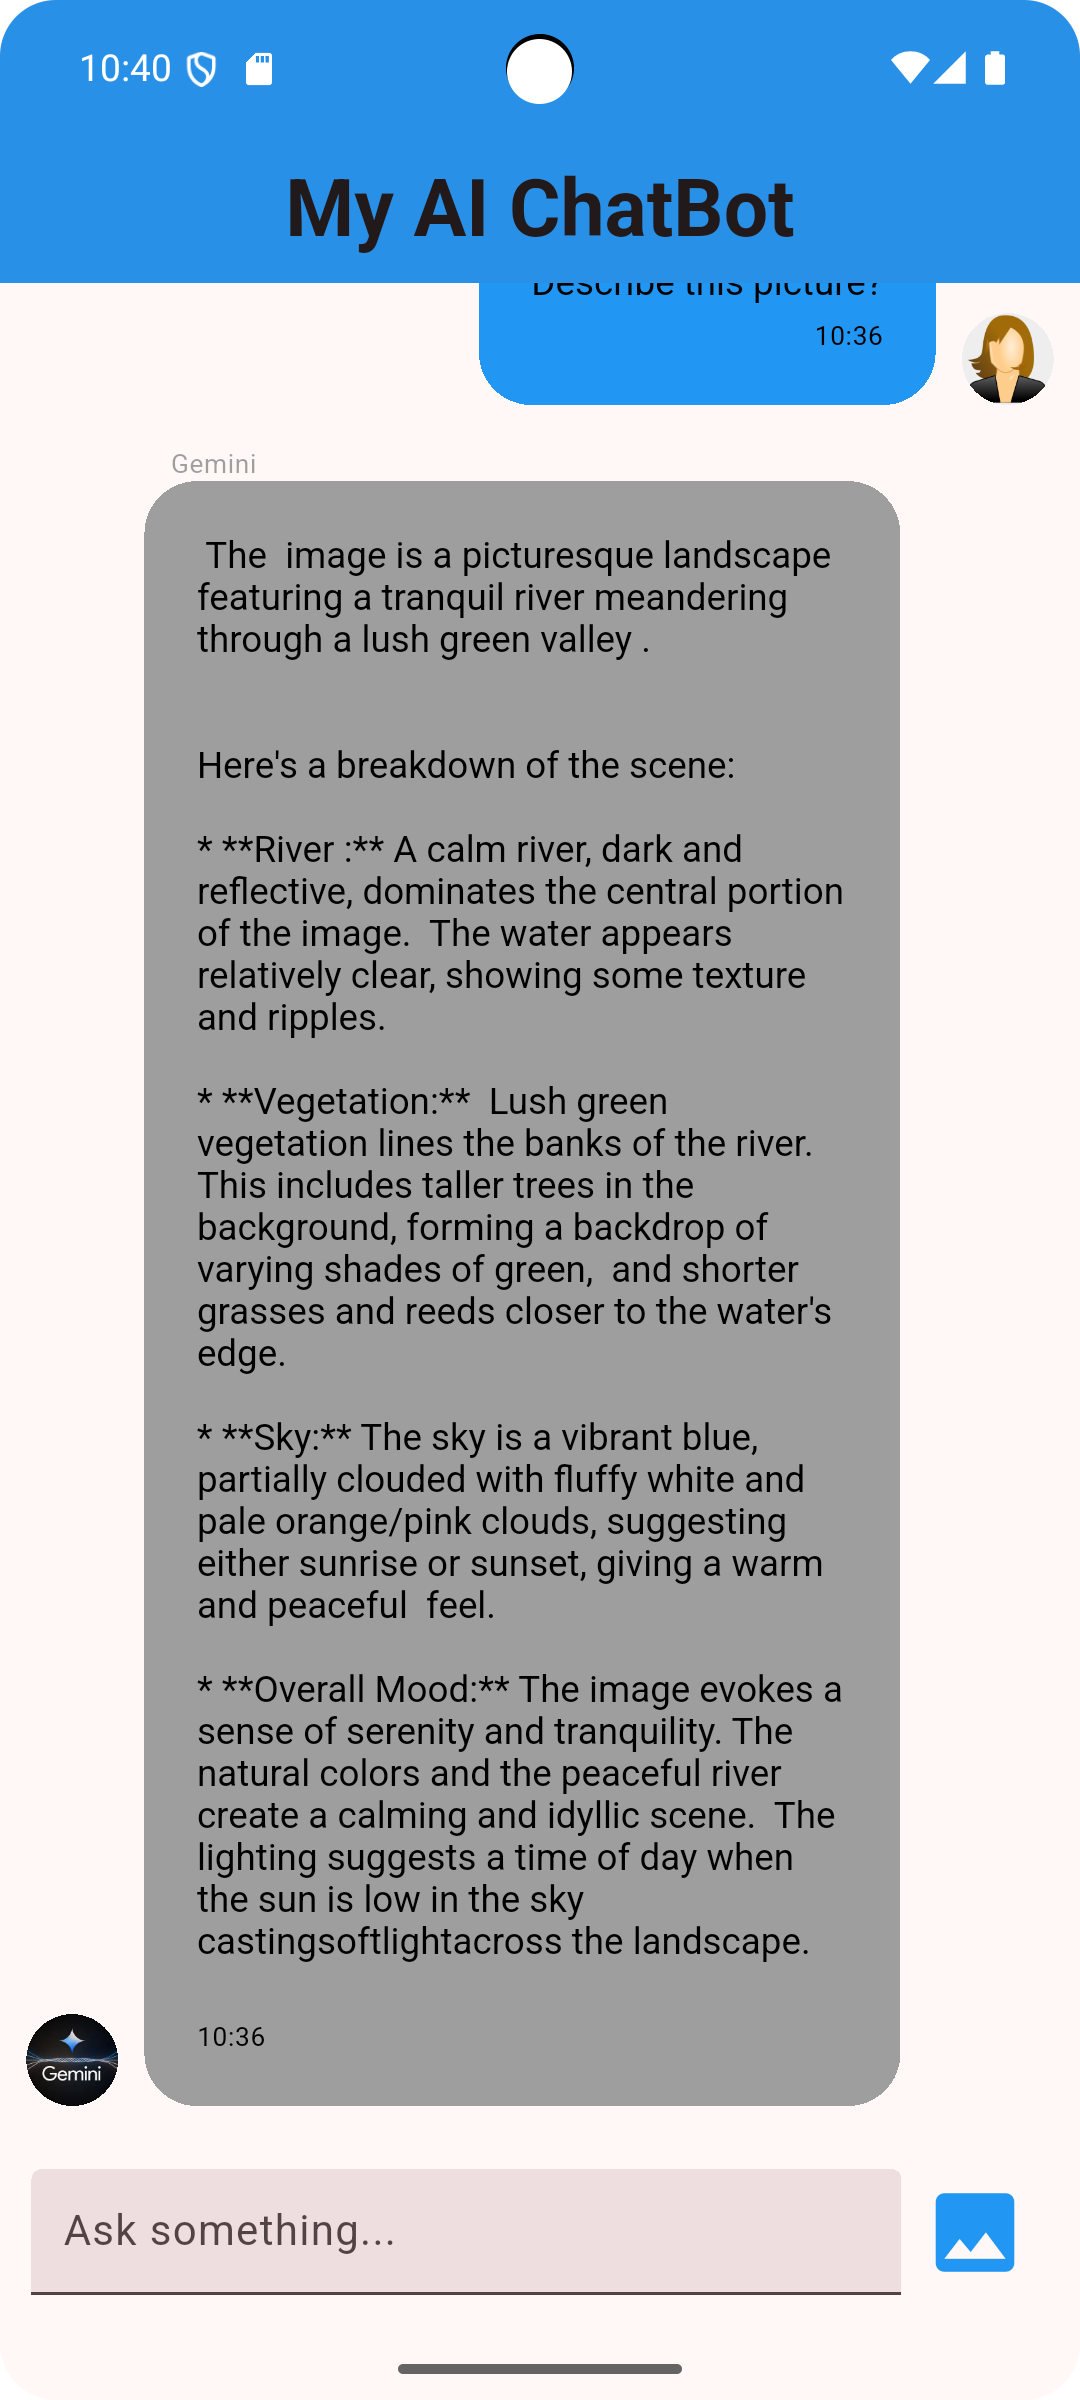 10:40
My AI ChatBot
Describe this picture?
10:36
Gemini
The image is a picturesque landscape
featuring a tranquil river meandering
through a lush green valley .
Here's a breakdown of the scene:
* **River :** A calm river, dark and
reflective, dominates the central portion
of the image. The water appears
relatively clear, showing some texture
and ripples.
* **Vegetation:** Lush green
vegetation lines the banks of the river.
This includes taller trees in the
background, forming a backdrop of
varying shades of green, and shorter
grasses and reeds closer to the water's
edge.
* **Sky:** The sky is a vibrant blue,
partially clouded with fluffy white and
pale orange/pink clouds, suggesting
either sunrise or sunset, giving a warm
and peaceful feel.
* **Overall Mood:** The image evokes a
sense of serenity and tranquility. The
natural colors and the peaceful river
create a calming and idyllic scene. The
lighting suggests a time of day when
the sun is low in the sky
castingsoftlightacross the landscape.
10:36
Gemini
Ask something...